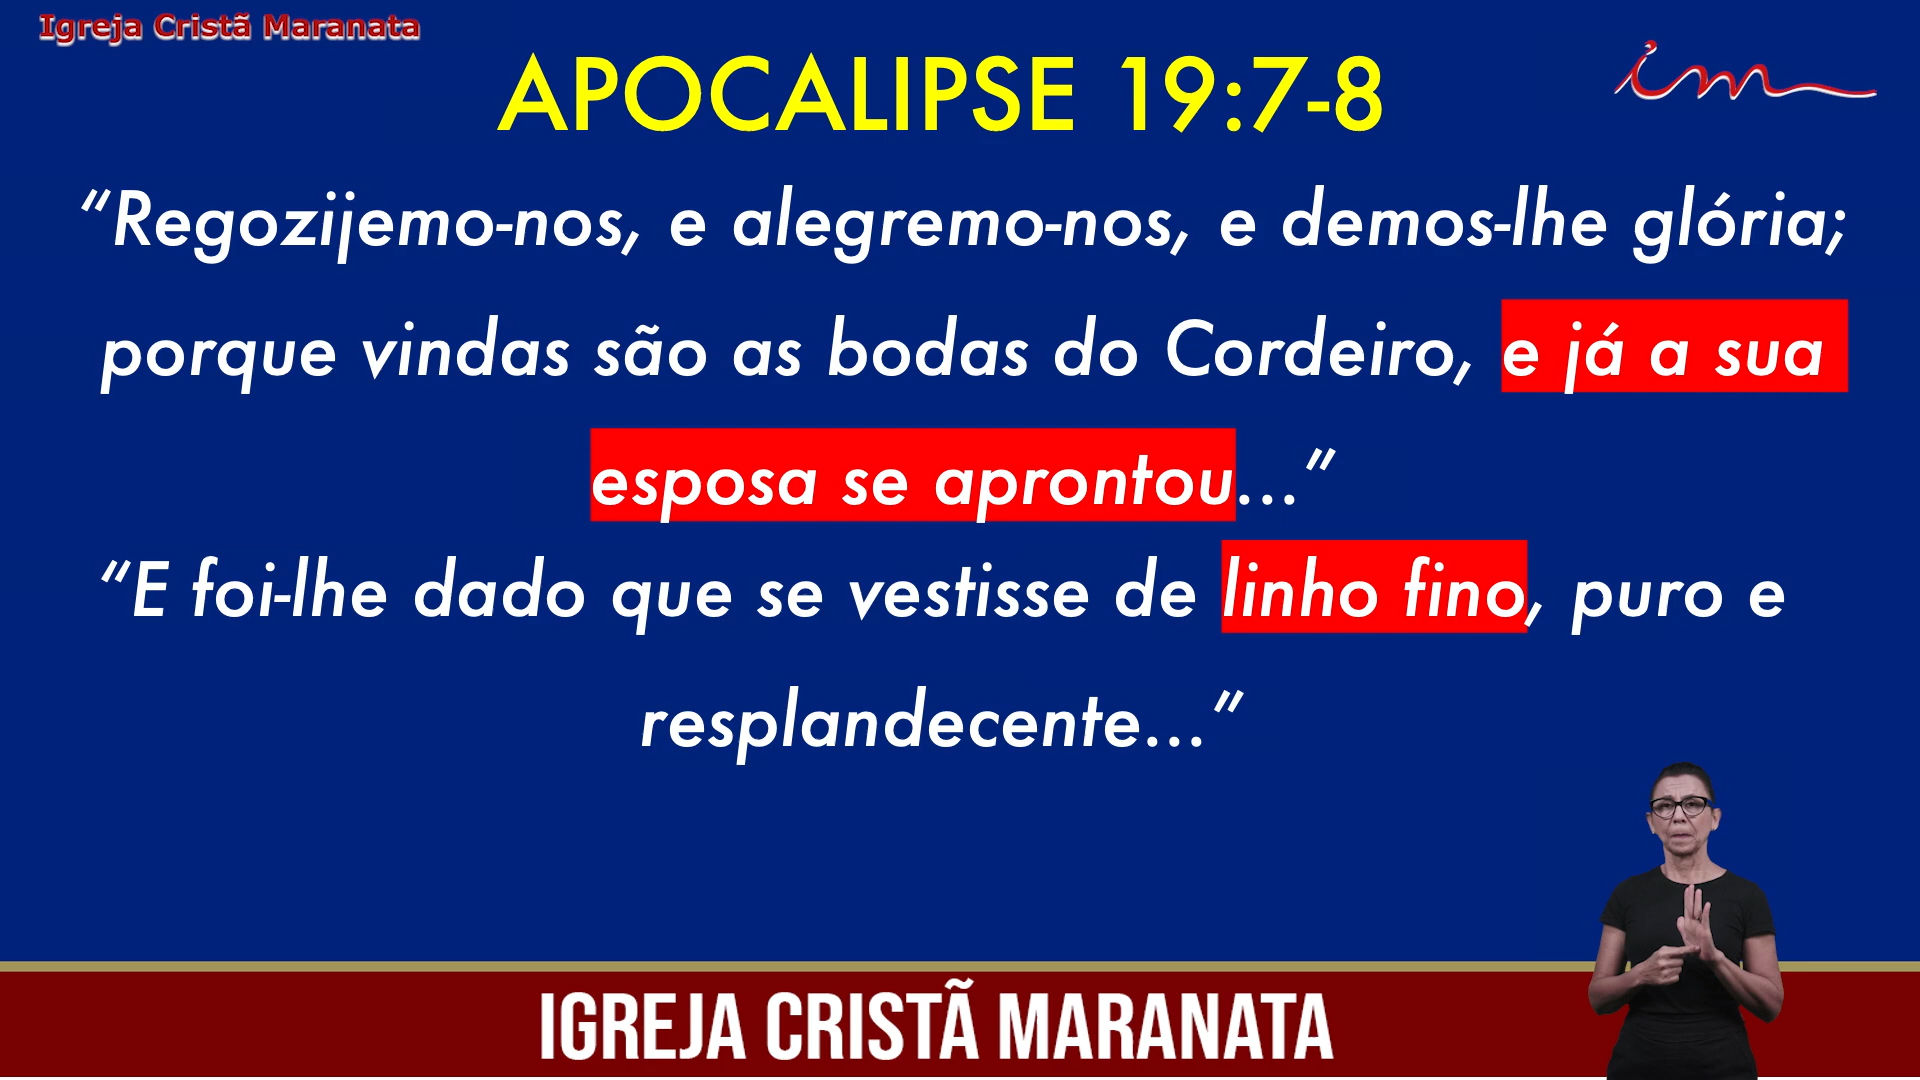 Igreja Cristã Maranata
im
APOCALIPSE 19:7-8
“Regozijemo-nos, e alegremo-nos, e demos-lhe glória;
porque vindas são as bodas do Cordeiro, e já a sua
esposa se aprontou...”
“E foi-lhe dado que se vestisse de linho fino, puro e
resplandecente...”
IGREJA CRISTÃ MARANATA